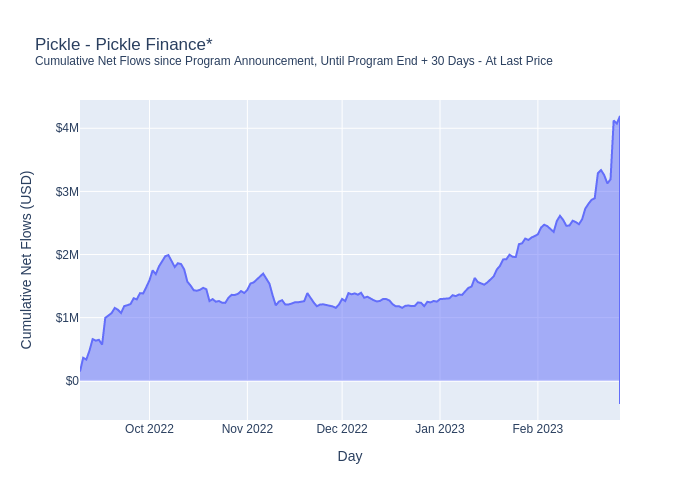 Pickle - Pickle Finance*
Cumulative Net Flows since Program Announcement, Until Program End + 30 Days - At Last Price
Cumulative Net Flows (USD)
$4M
$3M
$2M
$1M
$0
Oct 2022
Nov 2022
Dec 2022
Jan 2023
Feb 2023
Day